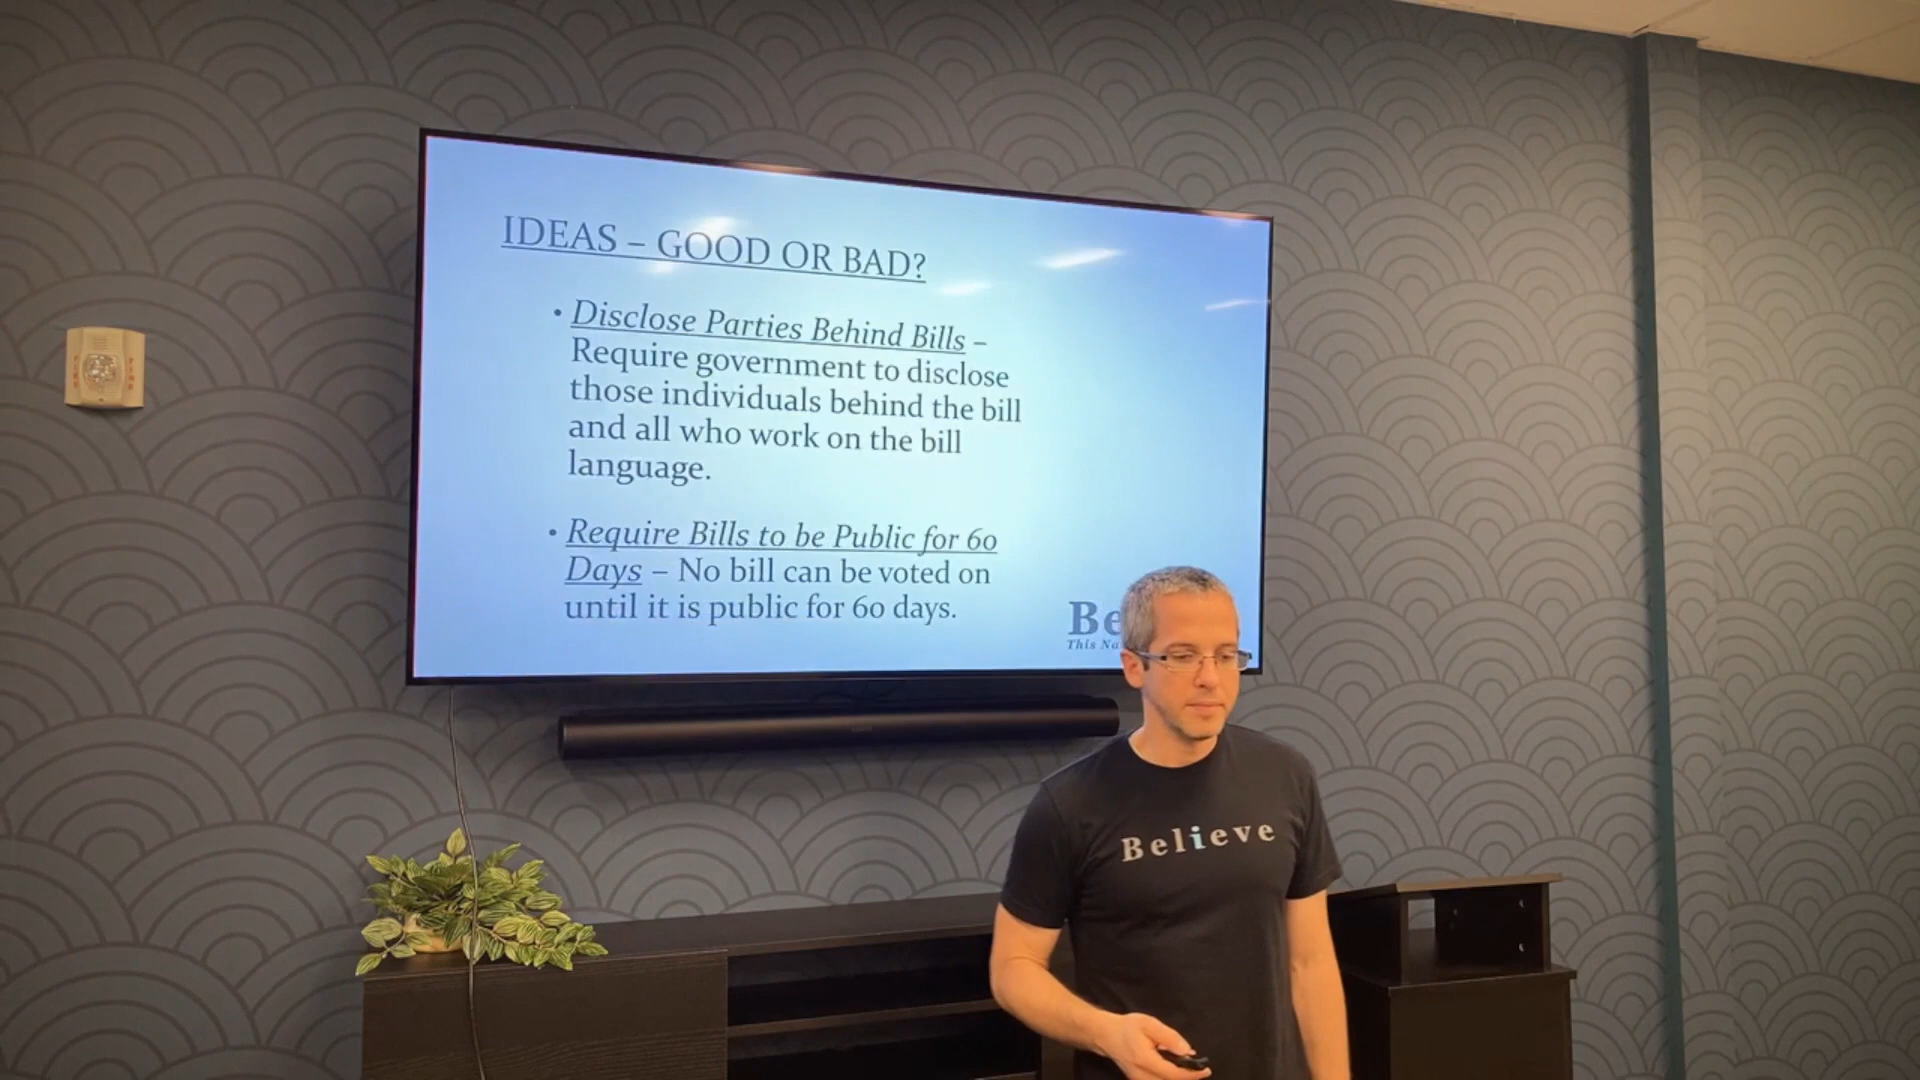 IDEAS – GOOD OR BAD?
• Disclose Parties Behind Bills –
Require government to disclose
those individuals behind the bill
and all who work on the bill
language.
• Require Bills to be Public for 60
Days – No bill can be voted on
until it is public for 60 days.
Be
This Na
Believe
FIRE
FIRE